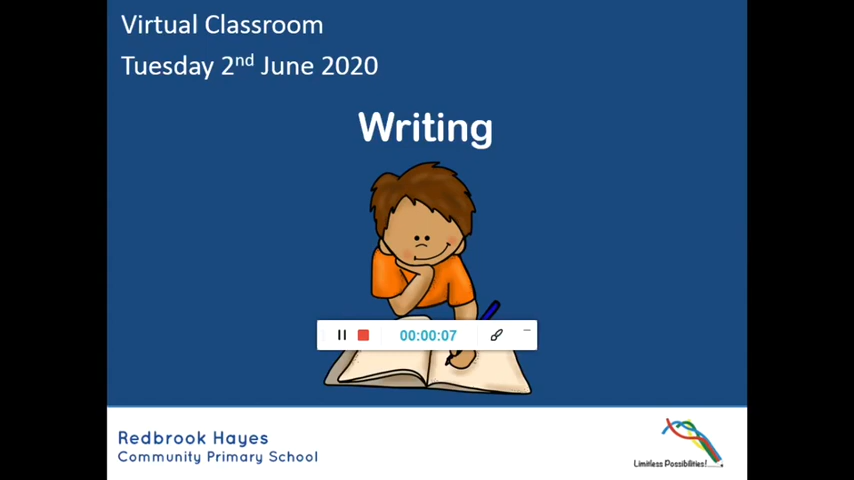 Virtual Classroom
Tuesday 2nd June 2020
Writing
00:00:07
Redbrook Hayes
Community Primary School
Limitless Possibilities!